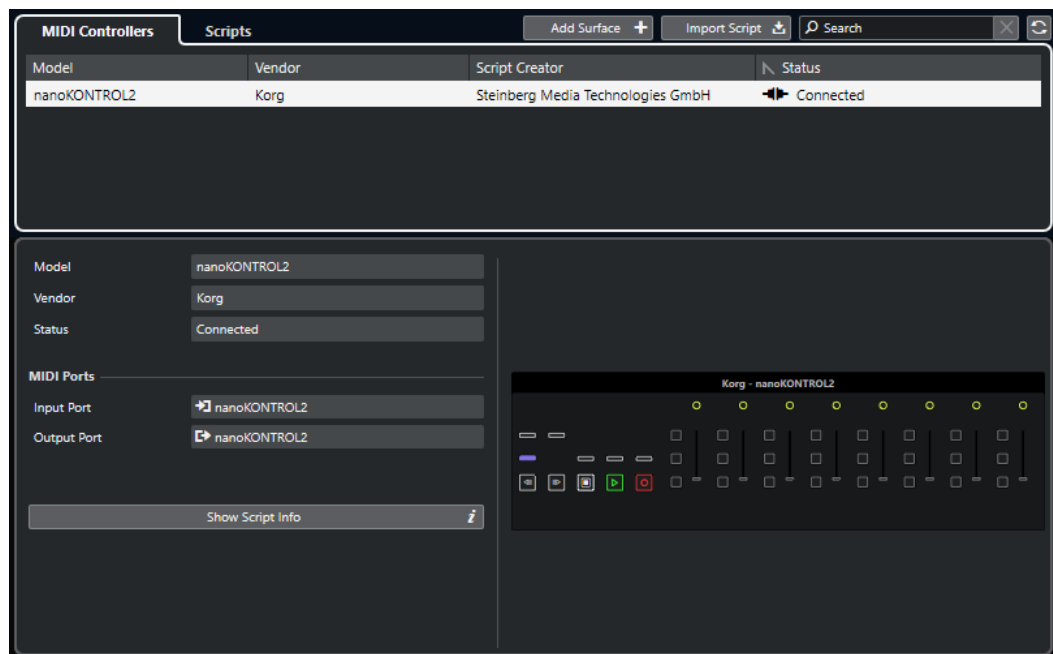 MIDI Controllers Scripts Add Surface Import Script Search
Model Vendor Script Creator Status
nanoKONTROL2 Korg Steinberg Media Technologies GmbH Connected
Model nanoKONTROL2
Vendor Korg
Status Connected
MIDI Ports
Input Port nanoKONTROL2
Output Port nanoKONTROL2
Show Script Info i
Korg - nanoKONTROL2